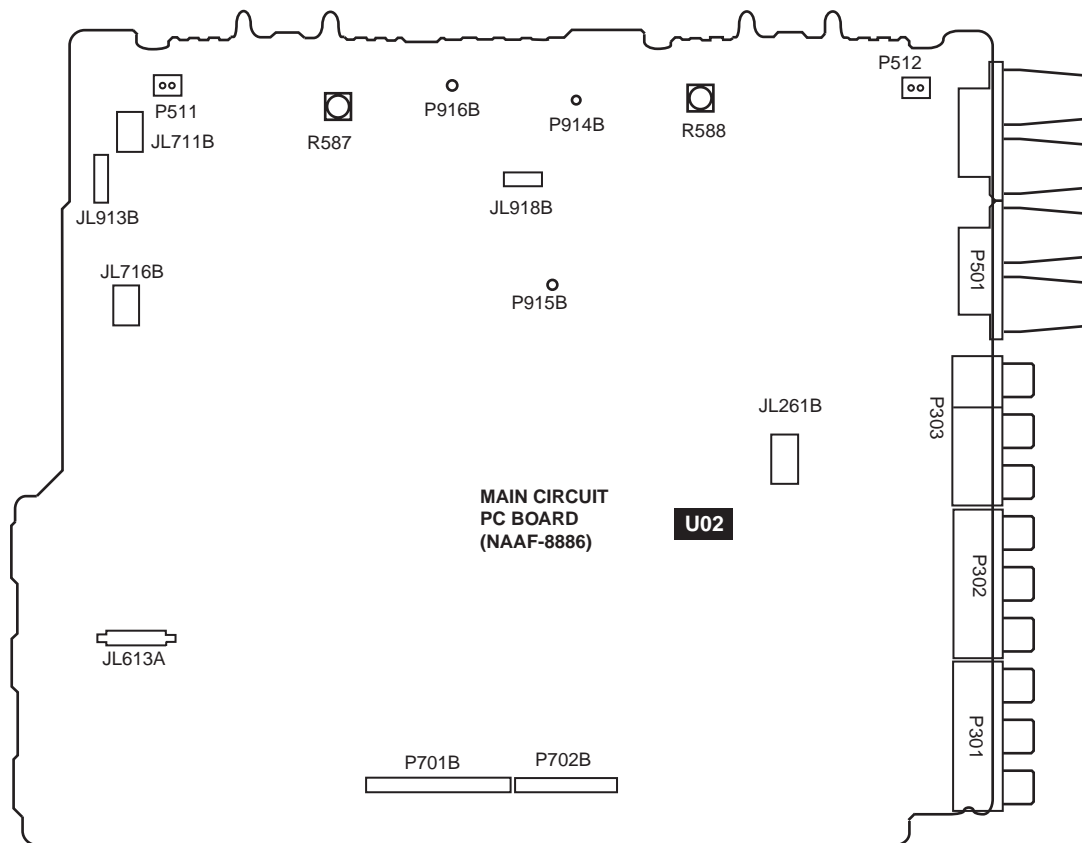 P512
P511
P916B
P914B
R587
R588
JL711B
JL913B
JL918B
P501
JL716B
P915B
JL261B
P303
MAIN CIRCUIT
PC BOARD
(NAAF-8886)
U02
P302
JL613A
P301
P701B
P702B